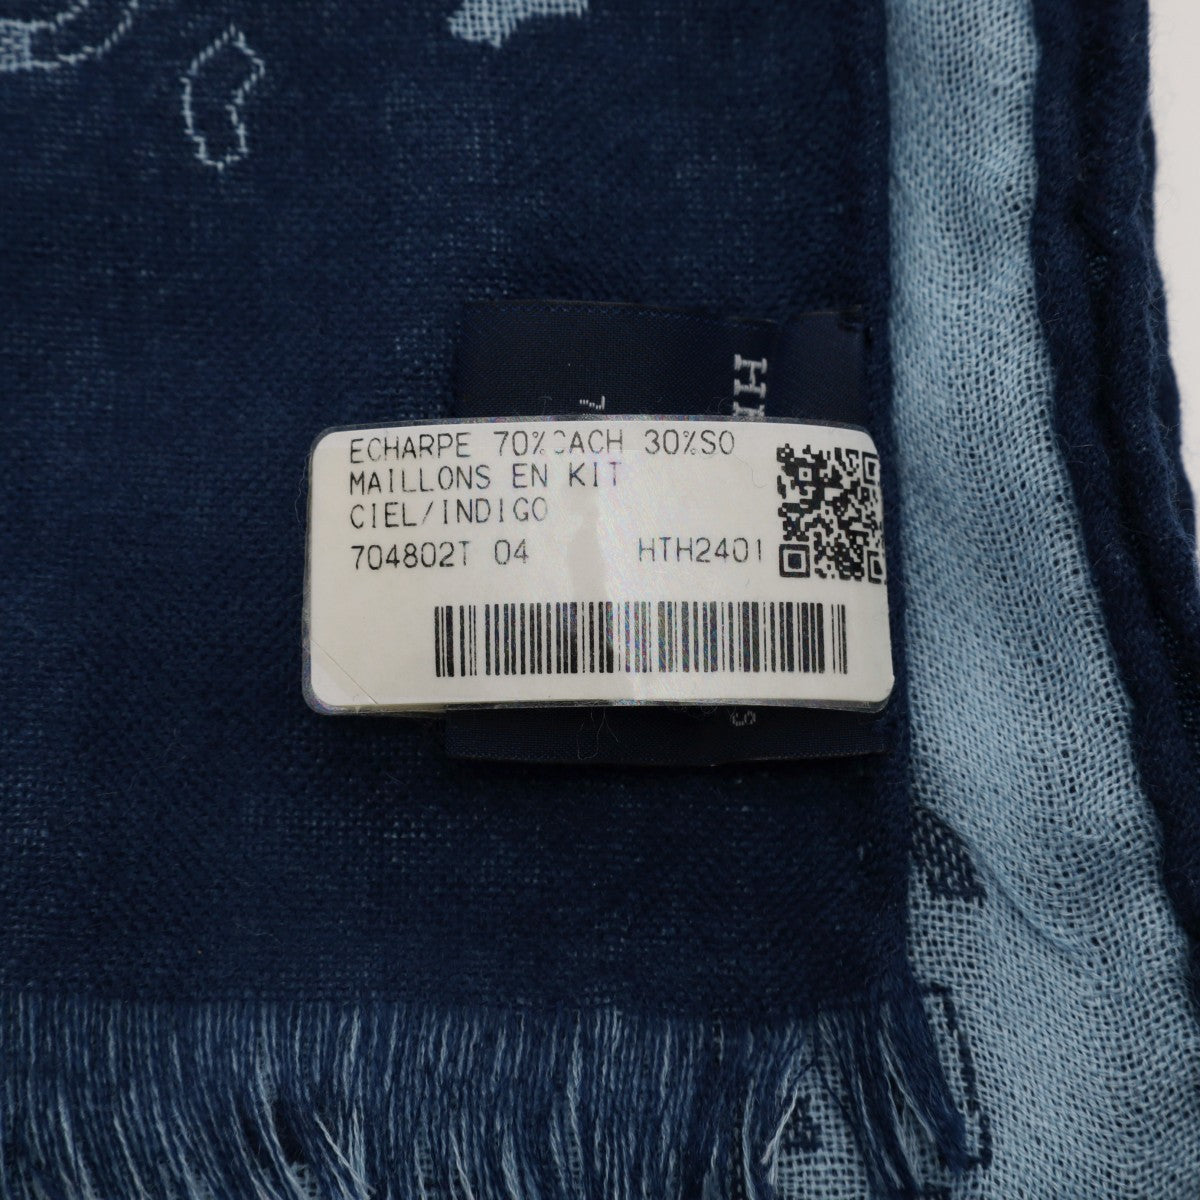 ECHARPE 70%CACH 30%SO
MAILLONS EN KIT
CIEL/INDIGO
704802T 04 HTH2401